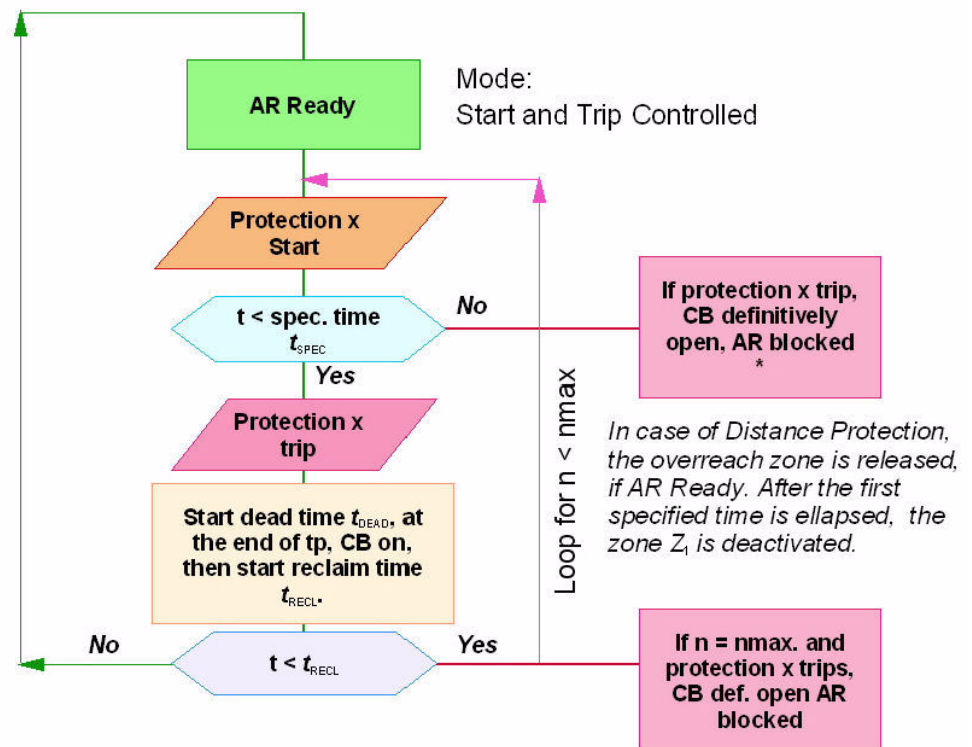 AR Ready
Mode:
Start and Trip Controlled
Protection x
Start
t < spec. time
tSPEC
No
Yes
If protection x trip,
CB definitively
open, AR blocked
*
Protection x
trip
Loop for n < nmax
In case of Distance Protection,
the overreach zone is released,
if AR Ready. After the first
specified time is ellapsed, the
zone Z1 is deactivated.
Start dead time tDEAD, at
the end of tp, CB on,
then start reclaim time
tRECL.
No
t < tRECL
Yes
If n = nmax. and
protection x trips,
CB def. open AR
blocked